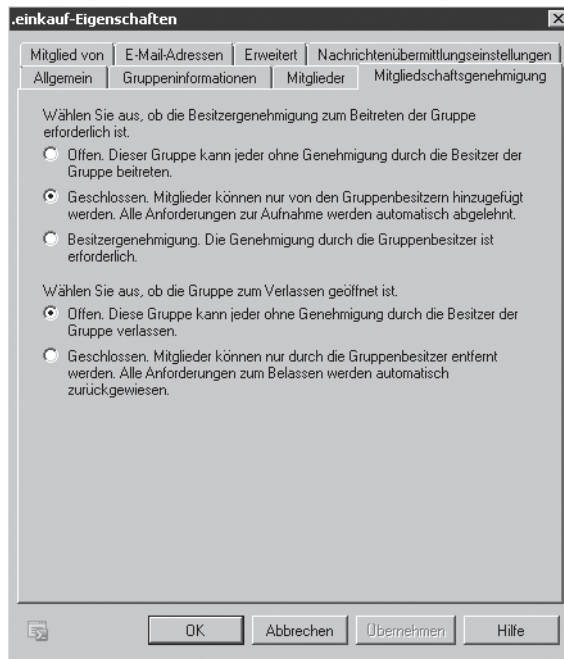 .einkauf-Eigenschaften
Mitglied von
E-Mail-Adressen
Erweitert
Nachrichtenübermittlungseinstellungen
Allgemein
Gruppeninformationen
Mitglieder
Mitgliedschaftsgenehmigung
Wählen Sie aus, ob die Besitzergenehmigung zum Beitreten der Gruppe
erforderlich ist.
Offen. Dieser Gruppe kann jeder ohne Genehmigung durch die Besitzer der
Gruppe beitreten.
Geschlossen. Mitglieder können nur von den Gruppenbesitzern hinzugefügt
werden. Alle Anforderungen zur Aufnahme werden automatisch abgelehnt.
Besitzergenehmigung. Die Genehmigung durch die Gruppenbesitzer ist
erforderlich.
Wählen Sie aus, ob die Gruppe zum Verlassen geöffnet ist.
Offen. Diese Gruppe kann jeder ohne Genehmigung durch die Besitzer der
Gruppe verlassen.
Geschlossen. Mitglieder können nur durch die Gruppenbesitzer entfernt
werden. Alle Anforderungen zum Belassen werden automatisch
zurückgewiesen.
OK
Abbrechen
Übernehmen
Hilfe